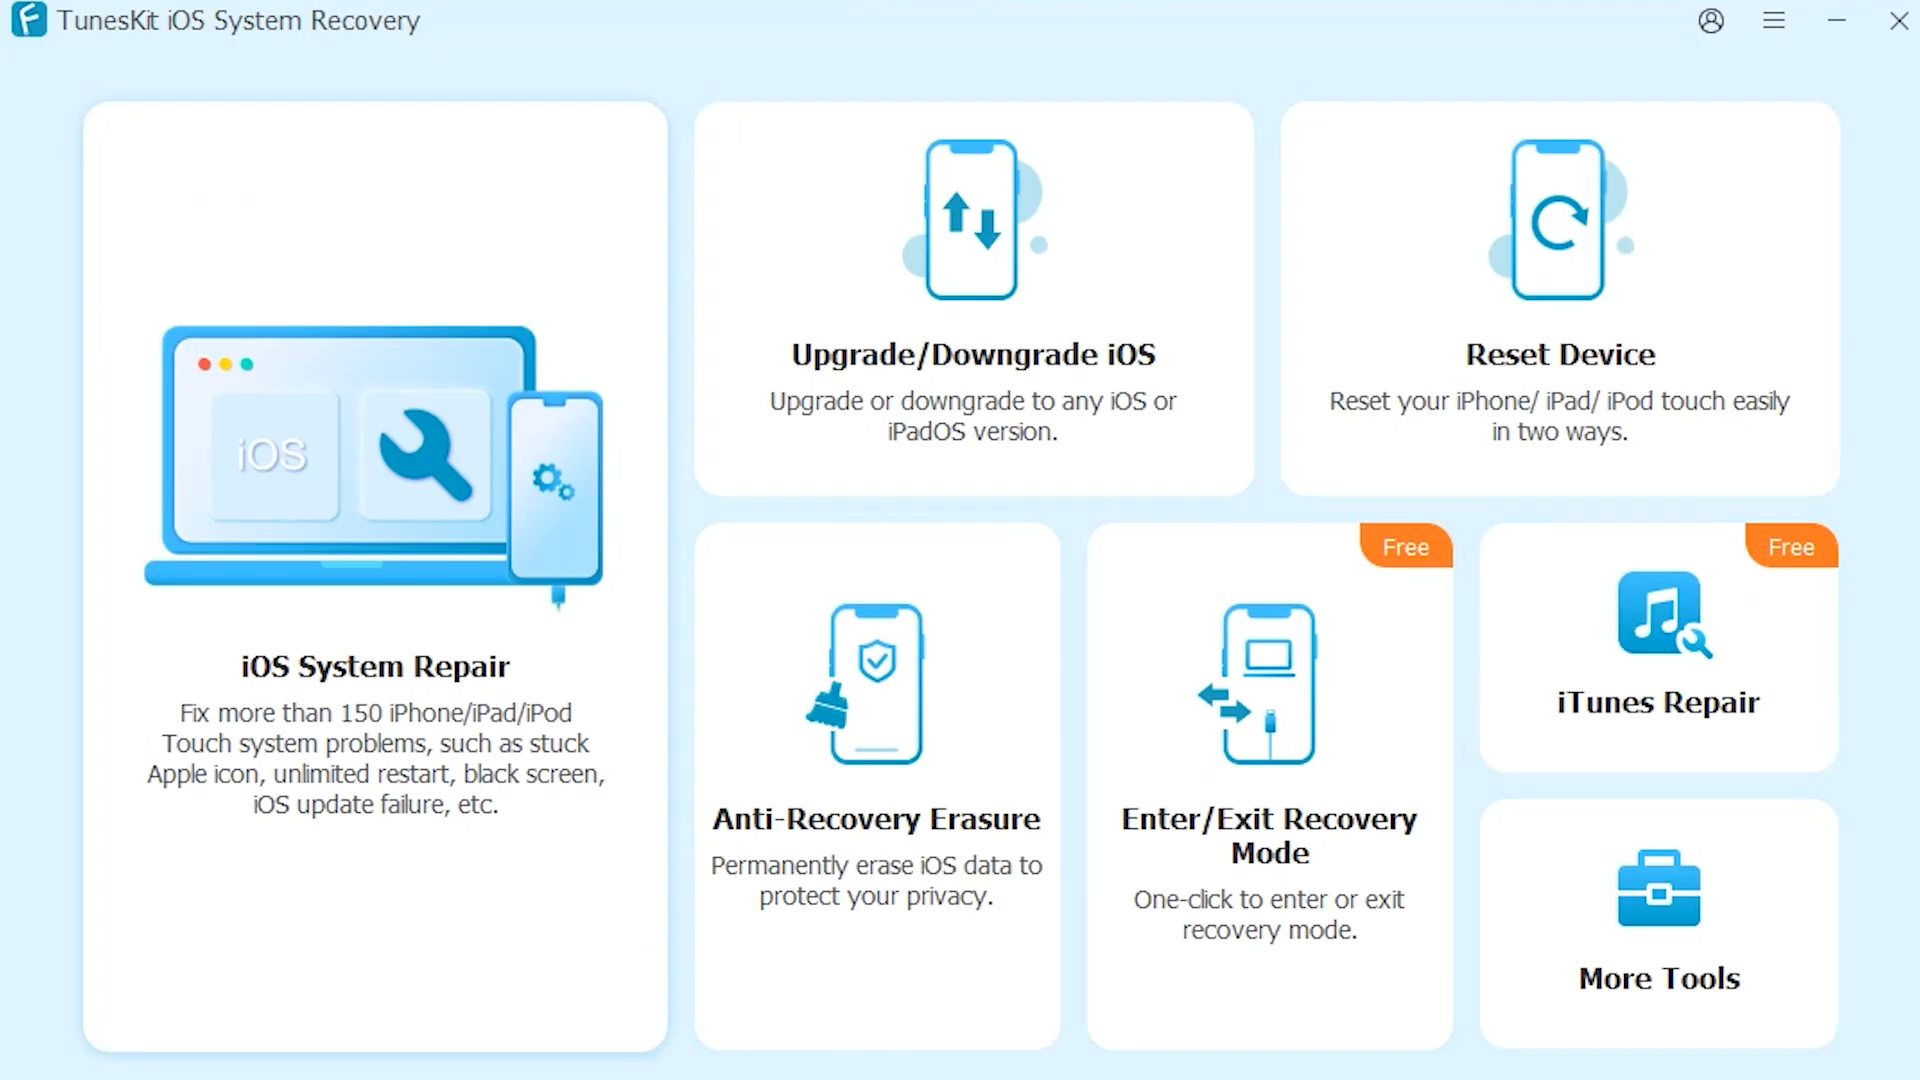 TunesKit iOS System Recovery
iOS
iOS System Repair
Fix more than 150 iPhone/iPad/iPod
Touch system problems, such as stuck
Apple icon, unlimited restart, black screen,
iOS update failure, etc.
Upgrade/Downgrade iOS
Upgrade or downgrade to any iOS or
iPadOS version.
Reset Device
Reset your iPhone/ iPad/ iPod touch easily
in two ways.
Anti-Recovery Erasure
Permanently erase iOS data to
protect your privacy.
Free
Enter/Exit Recovery
Mode
One-click to enter or exit
recovery mode.
Free
iTunes Repair
More Tools